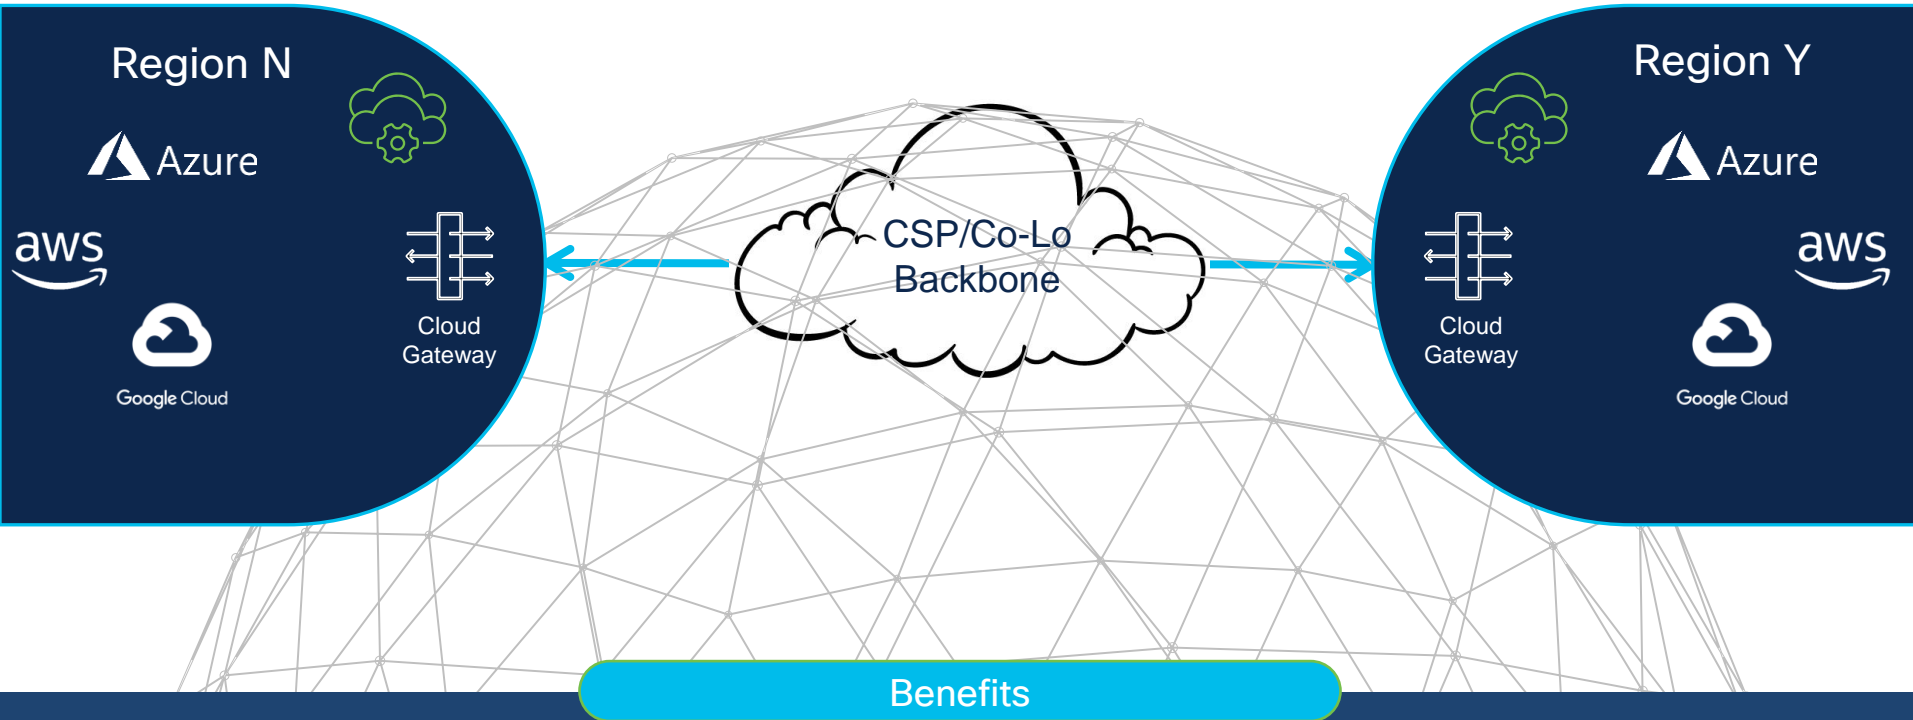 Region N
Azure
aws
Google Cloud
Cloud
Gateway
CSP/Co-Lo
Backbone
Region Y
Azure
aws
Google Cloud
Cloud
Gateway
Benefits